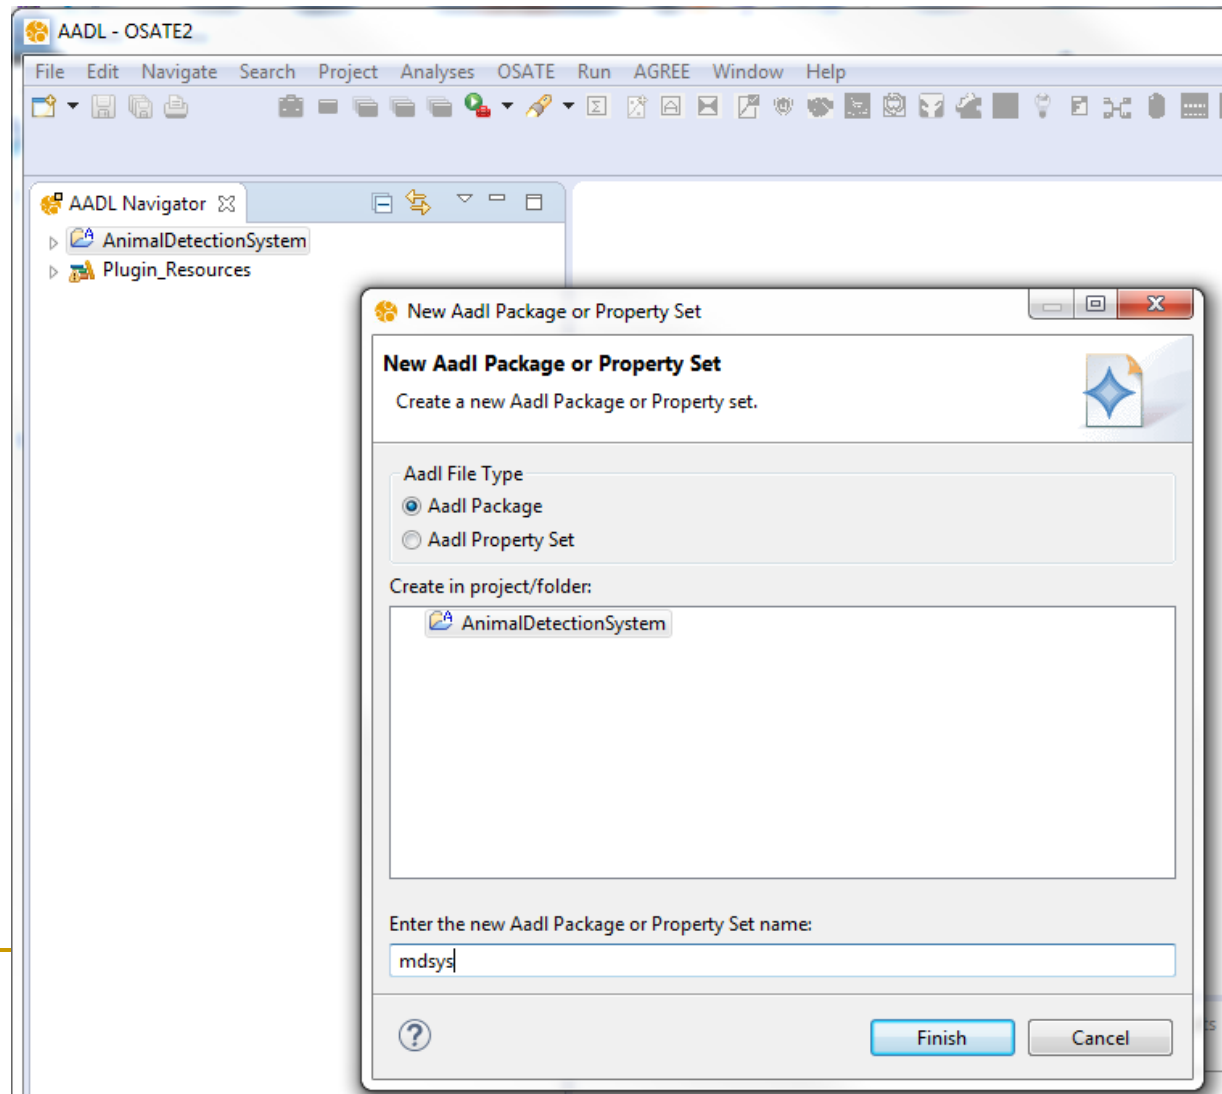 AADL - OSATE2
File Edit Navigate Search Project Analyses OSATE Run AGREE Window Help
AADL Navigator
AnimalDetectionSystem
Plugin_Resources
New Aadl Package or Property Set
New Aadl Package or Property Set
Create a new Aadl Package or Property set.
Aadl File Type
Aadl Package
Aadl Property Set
Create in project/folder:
AnimalDetectionSystem
Enter the new Aadl Package or Property Set name:
mdsys
Finish Cancel